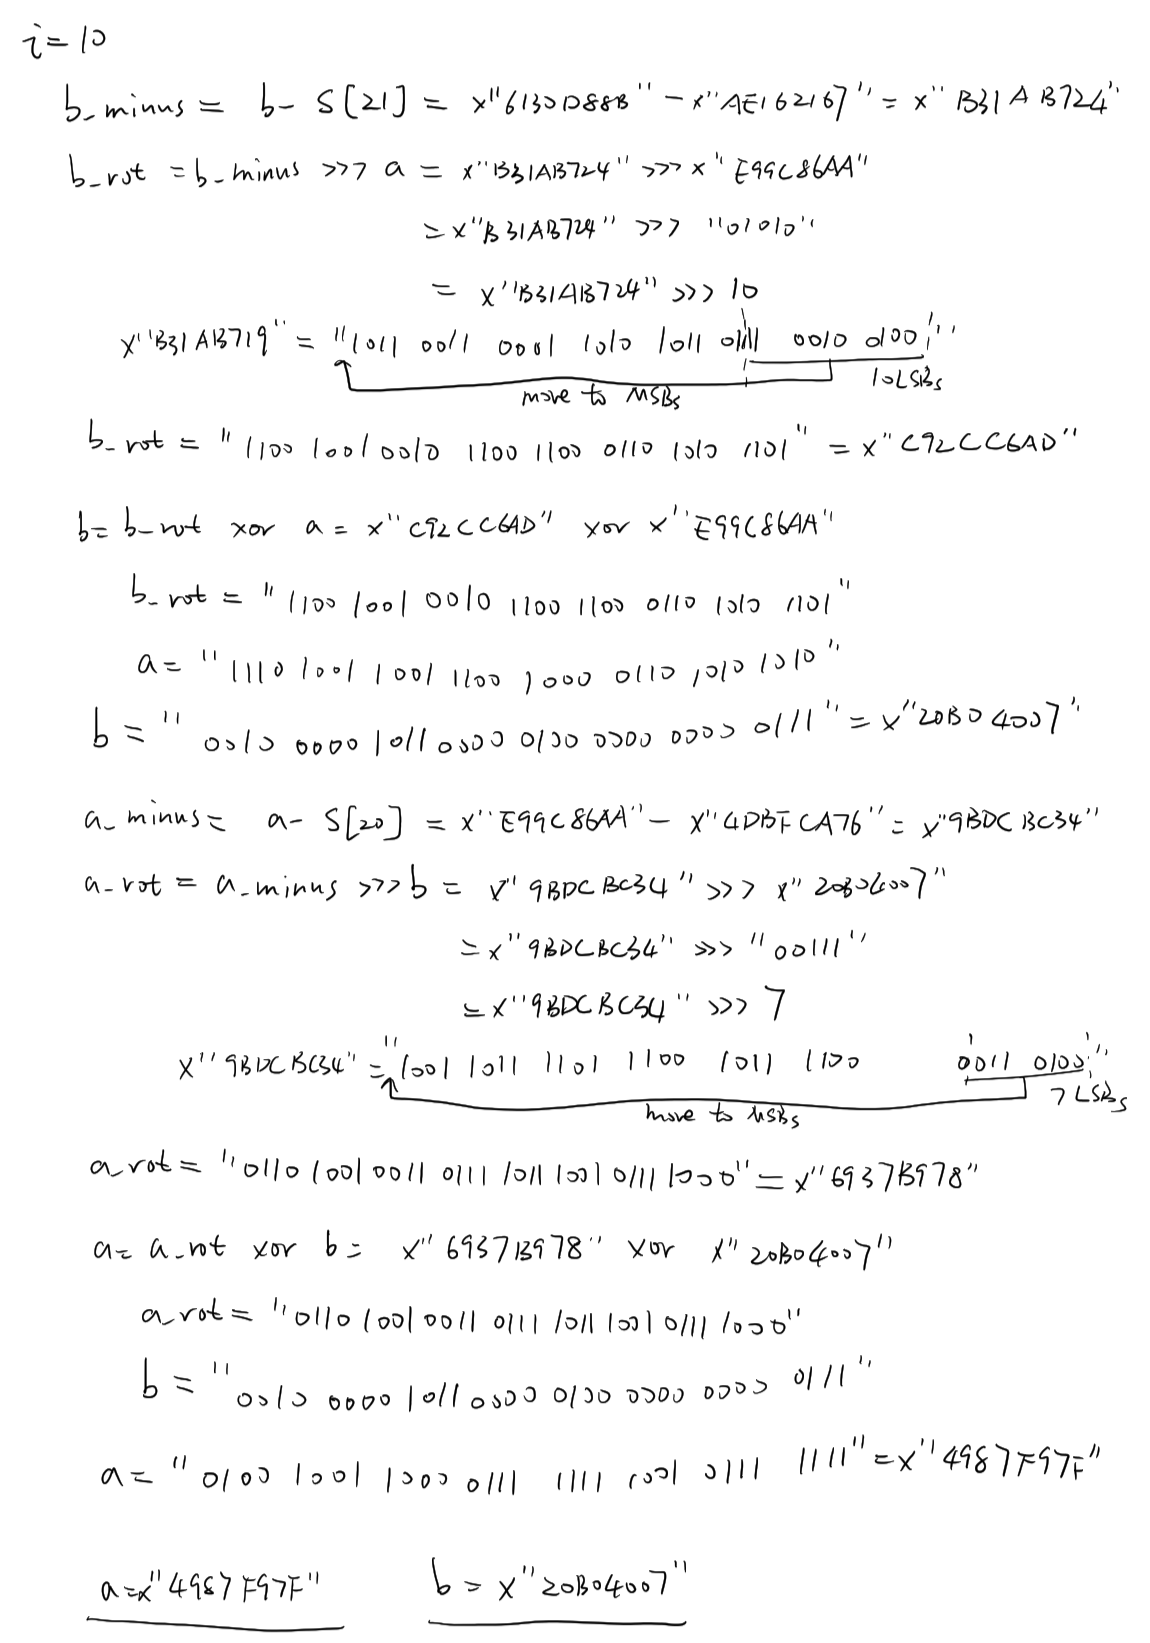 i=10
b_minus = b- S[21] = x"6130D88B" - x"AE162167" = x"B31AB724"
b_rot = b_minus >>> a = x"B31AB724" >>> x"E99C86AA"
= x"B31AB724" >>> "01010"
= x"B31AB724" >>> 10
x"B31AB719" = "1011 0011 0001 1010 1011 0111 0010 0100"
10LSBs
move to MSBs
b_rot = "1100 1001 0010 1100 1100 0110 1010 1101" = x"C92CC6AD"
b= b_rot xor a = x"C92CC6AD" xor x"E99C86AA"
b_rot = "1100 1001 0010 1100 1100 0110 1010 1101"
a= "1110 1001 1001 1100 1000 0110 1010 1010"
b = "0010 0000 1011 0000 0100 0000 0000 0111" = x"20B04007"
a_minus= a- S[20] = x"E99C86AA" - x"4DBFCA76" = x"9BDCBC34"
a_rot = a_minus >>> b = x"9BDCBC34" >>> x"20B04007"
= x"9BDCBC34" >>> "00111"
= x"9BDCBC34" >>> 7
x"9BDCBC34" = "1001 1011 1101 1100 1011 1100 0011 0100"
7 LSBs
move to MSBs
a_rot = "0110 1001 0011 0111 1011 1001 0111 1000" = x"6937B978"
a= a_rot xor b = x"6937B978" xor x"20B04007"
a_rot = "0110 1001 0011 0111 1011 1001 0111 1000"
b = "0010 0000 1011 0000 0100 0000 0000 0111"
a= "0100 1001 1000 0111 1111 1001 0111 1111" = x"4987F97F"
a=x"4987F97F" b = x"20B04007"